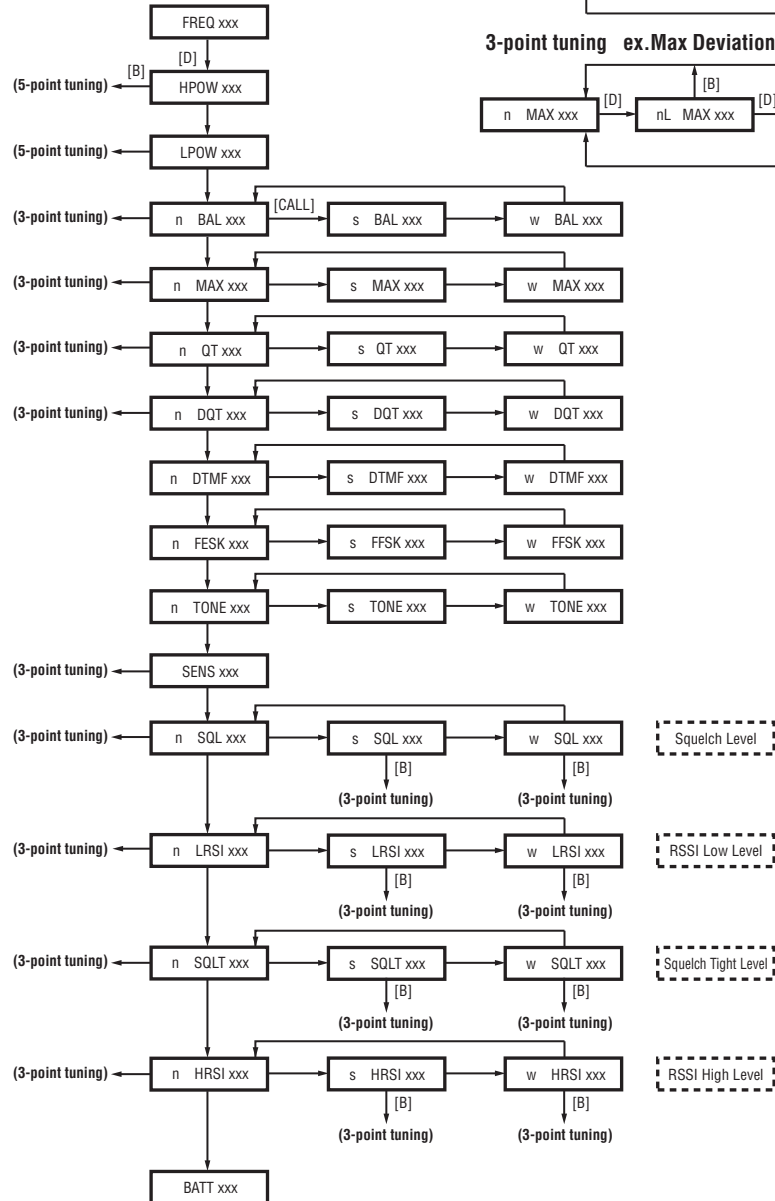 FREQ xxx
3-point tuning ex.Max Deviation
[D]
[B]
(5-point tuning) HPOW xxx
[B]
n MAX xxx [D] nL MAX xxx [D]
(5-point tuning) LPOW xxx
(3-point tuning) n BAL xxx [CALL] s BAL xxx w BAL xxx
(3-point tuning) n MAX xxx s MAX xxx w MAX xxx
(3-point tuning) n QT xxx s QT xxx w QT xxx
(3-point tuning) n DQT xxx s DQT xxx w DQT xxx
n DTMF xxx s DTMF xxx w DTMF xxx
n FESK xxx s FFSK xxx w FFSK xxx
n TONE xxx s TONE xxx w TONE xxx
(3-point tuning) SENS xxx
(3-point tuning) n SQL xxx s SQL xxx w SQL xxx Squelch Level
[B] [B]
(3-point tuning) (3-point tuning)
(3-point tuning) n LRSI xxx s LRSI xxx w LRSI xxx RSSI Low Level
[B] [B]
(3-point tuning) (3-point tuning)
(3-point tuning) n SQLT xxx s SQLT xxx w SQLT xxx Squelch Tight Level
[B] [B]
(3-point tuning) (3-point tuning)
(3-point tuning) n HRSI xxx s HRSI xxx w HRSI xxx RSSI High Level
[B] [B]
(3-point tuning) (3-point tuning)
BATT xxx